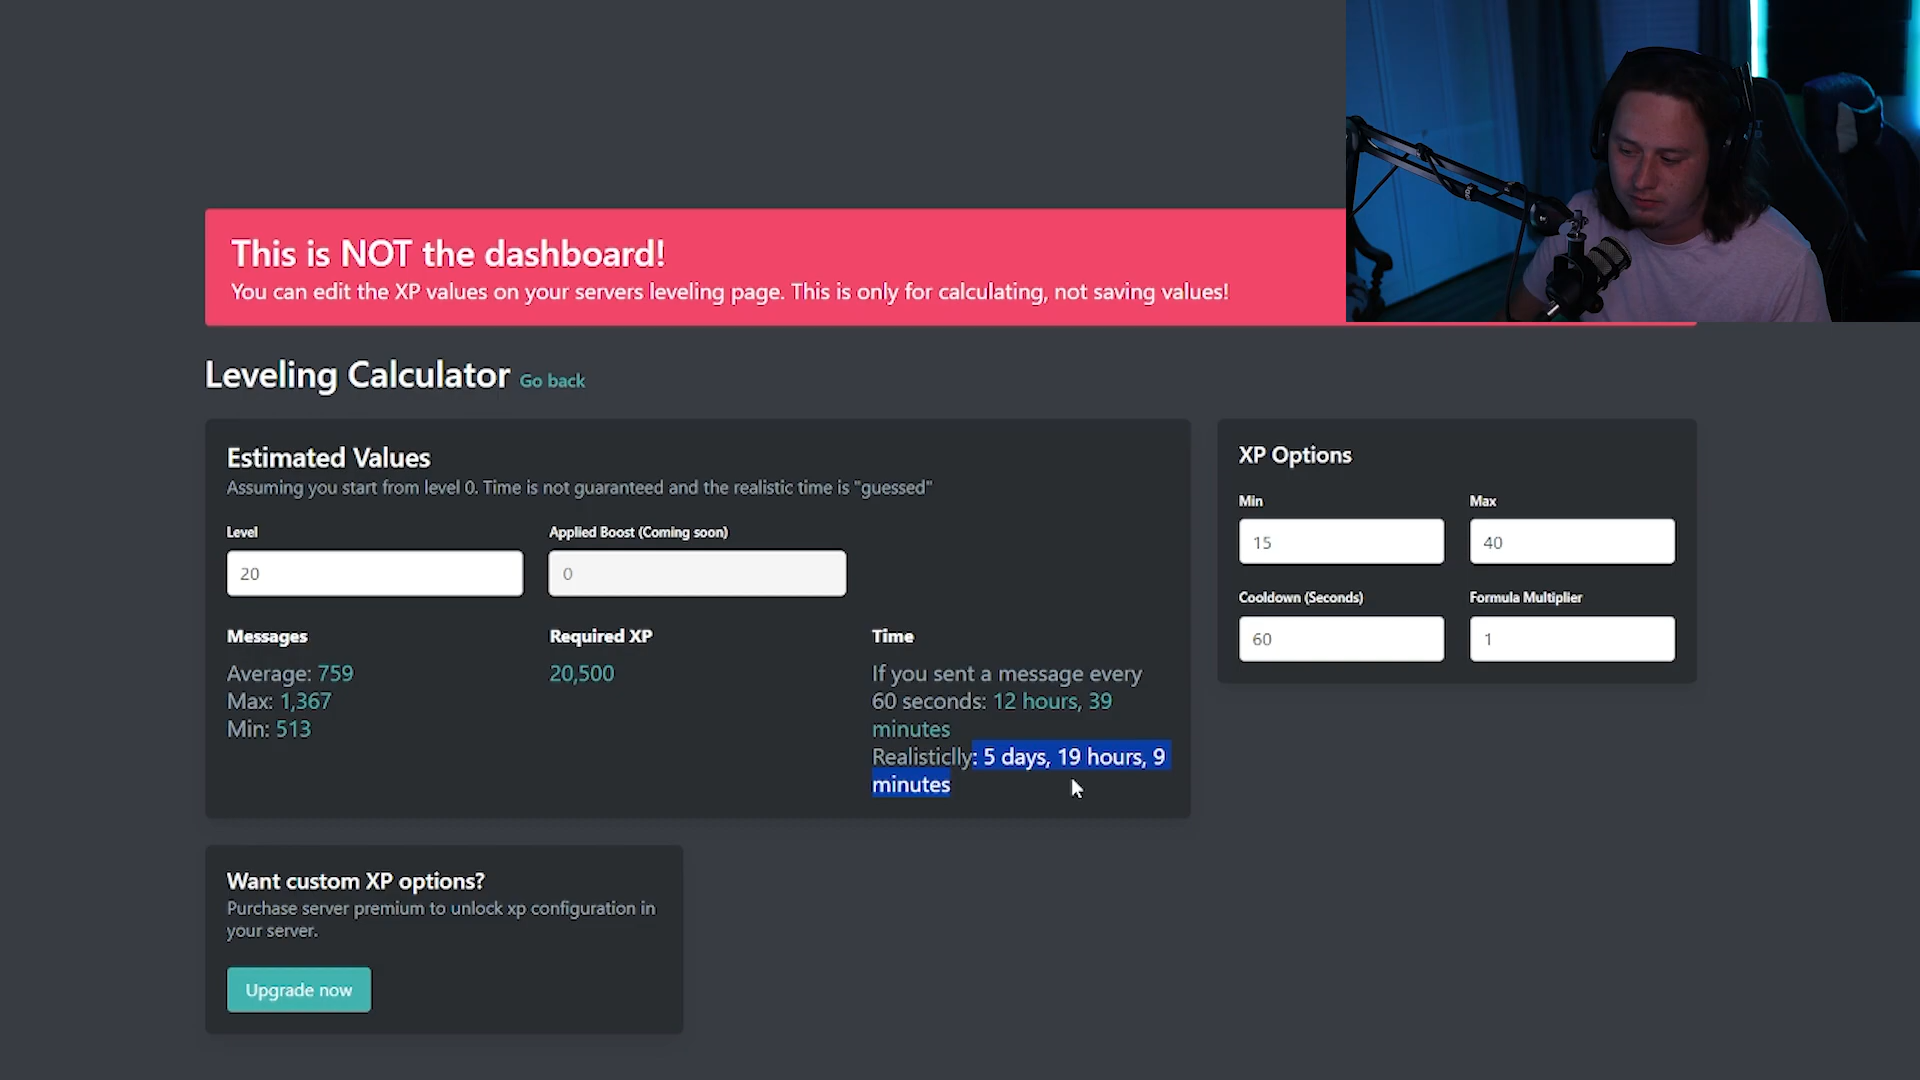 This is NOT the dashboard!
You can edit the XP values on your servers leveling page. This is only for calculating, not saving values!
Leveling Calculator Go back
Estimated Values
Assuming you start from level 0. Time is not guaranteed and the realistic time is "guessed"
Level
20
Applied Boost (Coming soon)
0
Messages
Average: 759
Max: 1,367
Min: 513
Required XP
20,500
Time
If you sent a message every
60 seconds: 12 hours, 39
minutes
Realisticlly: 5 days, 19 hours, 9
minutes
XP Options
Min
15
Max
40
Cooldown (Seconds)
60
Formula Multiplier
1
Want custom XP options?
Purchase server premium to unlock xp configuration in
your server.
Upgrade now